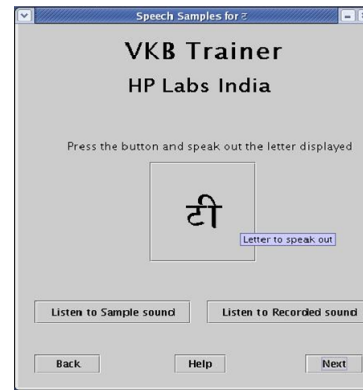 Speech Samples for ट
VKB Trainer
HP Labs India
Press the button and speak out the letter displayed
टी
Letter to speak out
Listen to Sample sound Listen to Recorded sound
Back Help Next